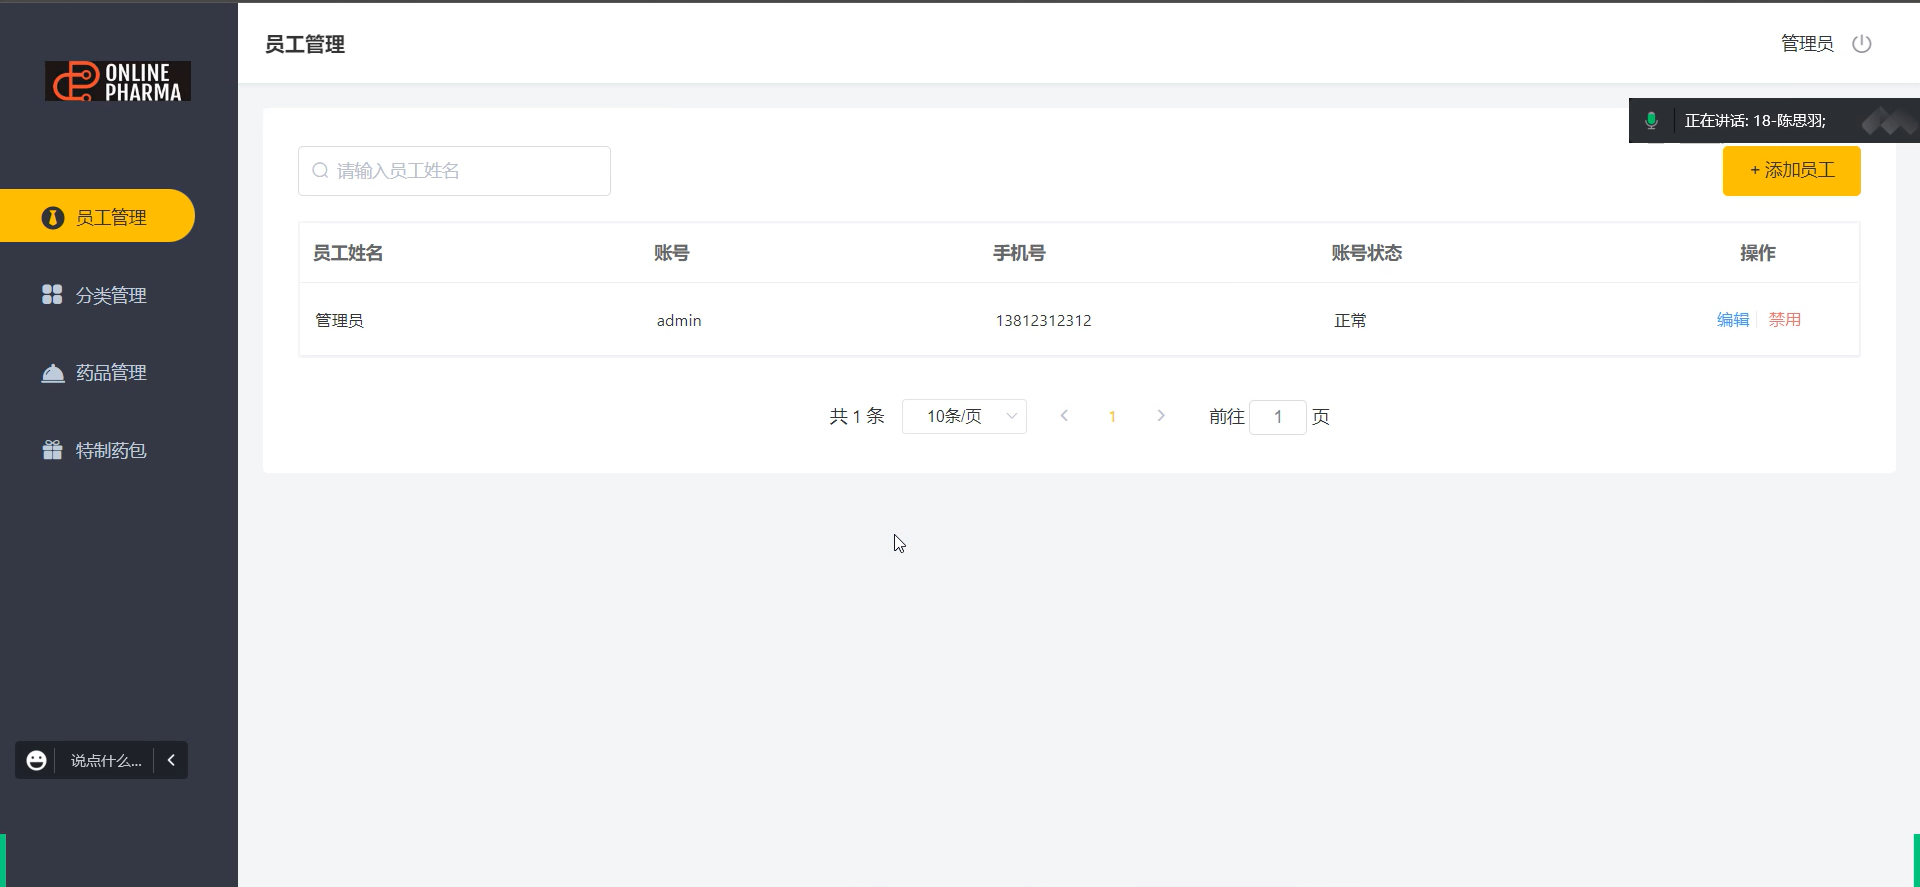 ONLINE
PHARMA
员工管理
管理员
正在讲话: 18-陈思羽;
请输入员工姓名
+ 添加员工
员工管理
分类管理
药品管理
特制药包
员工姓名 账号 手机号 账号状态 操作
管理员 admin 13812312312 正常 编辑 禁用
共 1 条 10条/页 1 前往 1 页
说点什么...